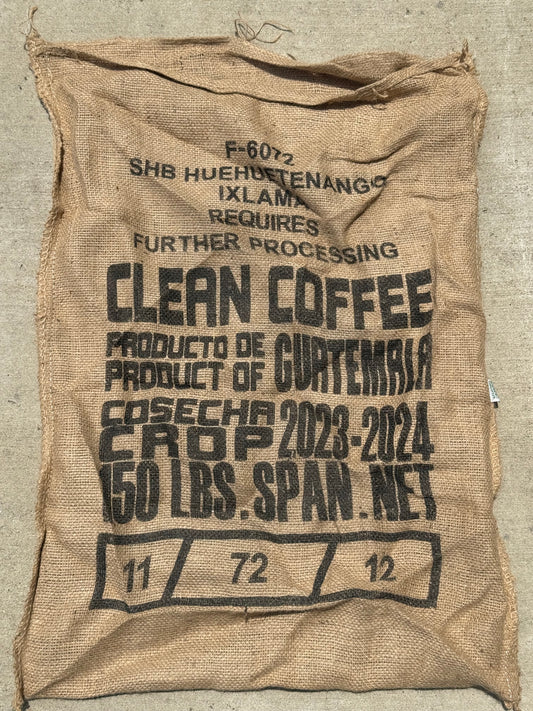 F-6072
SHB HUEHUETENANGO
IXLAMA
REQUIRES
FURTHER PROCESSING
CLEAN COFFEE
PRODUCTO DE
PRODUCT OF GUATEMALA
COSECHA
CROP 2023-2024
150 LBS. SPAN. NET
11 72 12